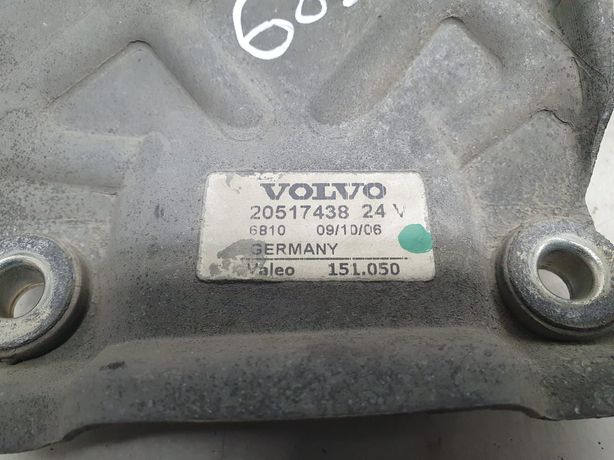 VOLVO
20517438 24 V
6810 09/10/06
GERMANY
Valeo 151.050